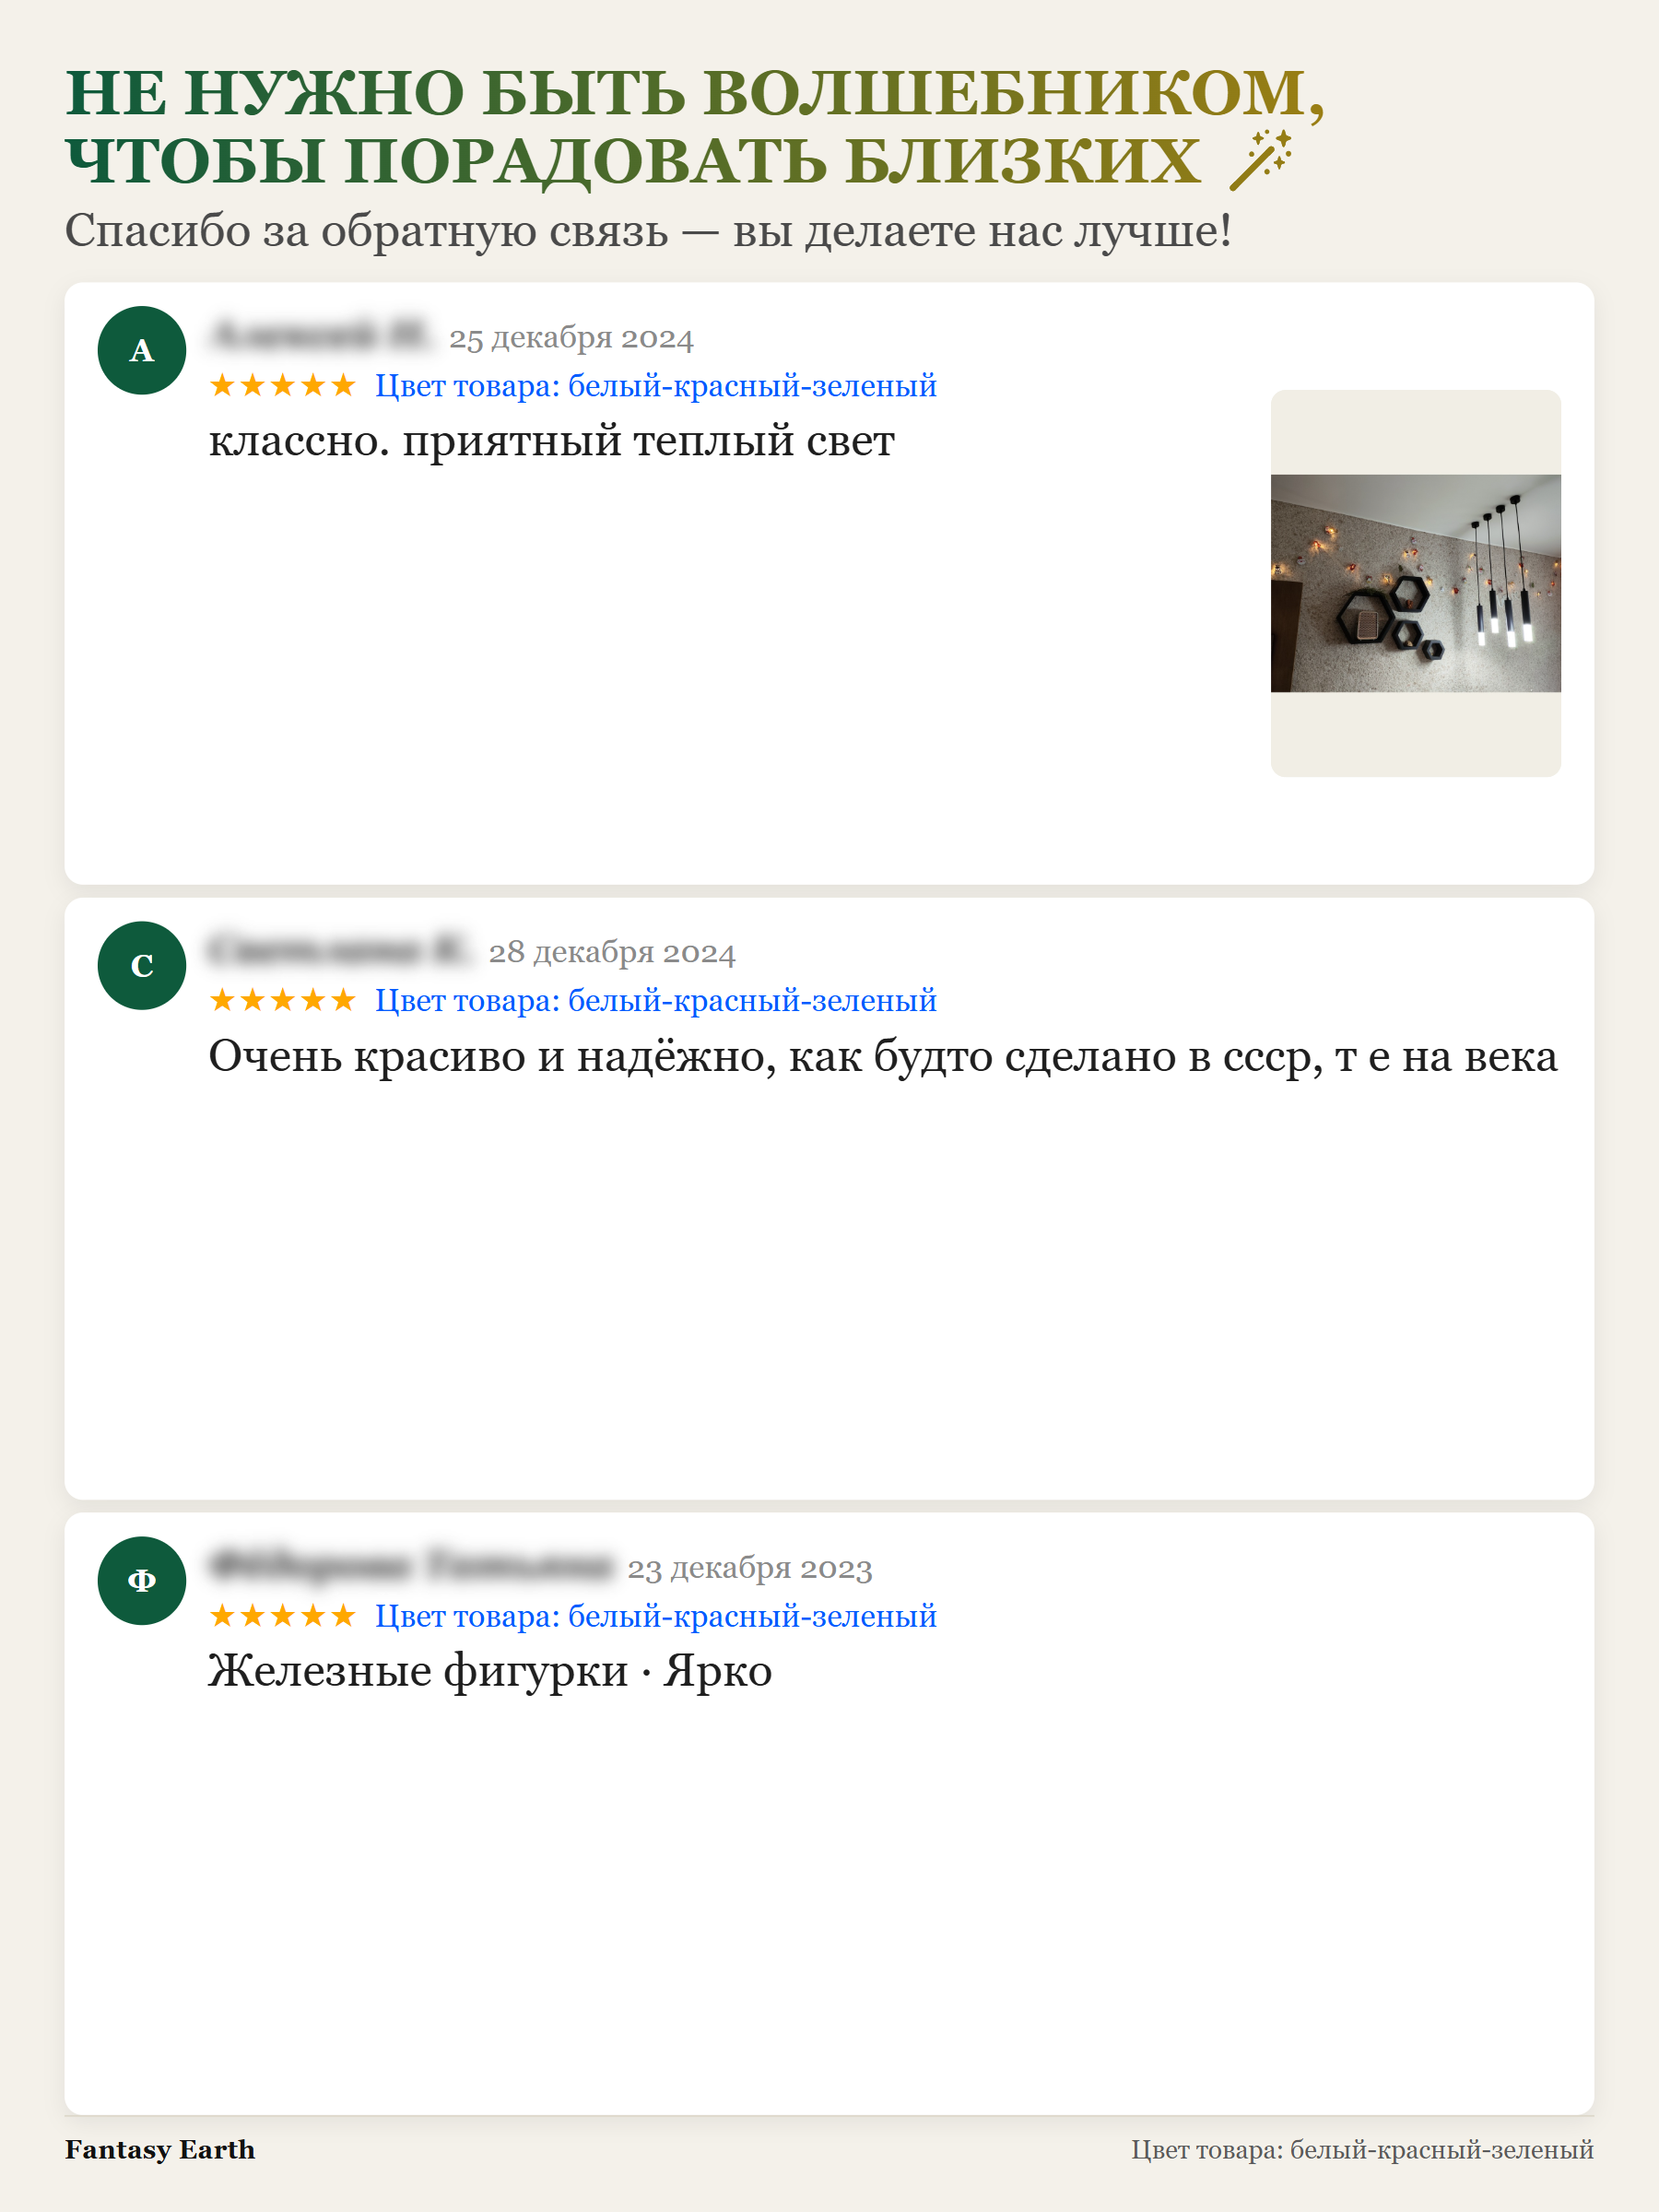 НЕ НУЖНО БЫТЬ ВОЛШЕБНИКОМ,
ЧТОБЫ ПОРАДОВАТЬ БЛИЗКИХ
Спасибо за обратную связь — вы делаете нас лучше!
А
25 декабря 2024
★★★★★ Цвет товара: белый-красный-зеленый
классно. приятный теплый свет
С
28 декабря 2024
★★★★★ Цвет товара: белый-красный-зеленый
Очень красиво и надёжно, как будто сделано в ссср, т е на века
Ф
23 декабря 2023
★★★★★ Цвет товара: белый-красный-зеленый
Железные фигурки · Ярко
Fantasy Earth
Цвет товара: белый-красный-зеленый